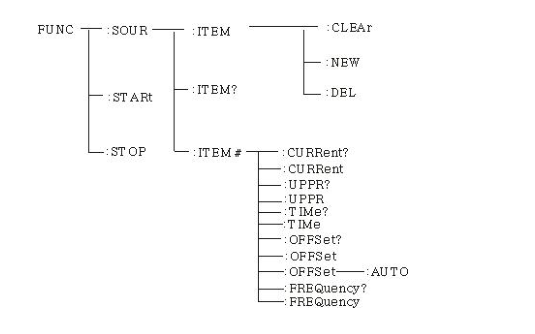 FUNC :SOUR :ITEM :CLEAr
:NEW
:STARt :ITEM? :DEL
:STOP :ITEM# :CURRent?
:CURRent
:UPPR?
:UPPR
:TIMe?
:TIMe
:OFFSet?
:OFFSet
:OFFSet :AUTO
:FREQuency?
:FREQuency